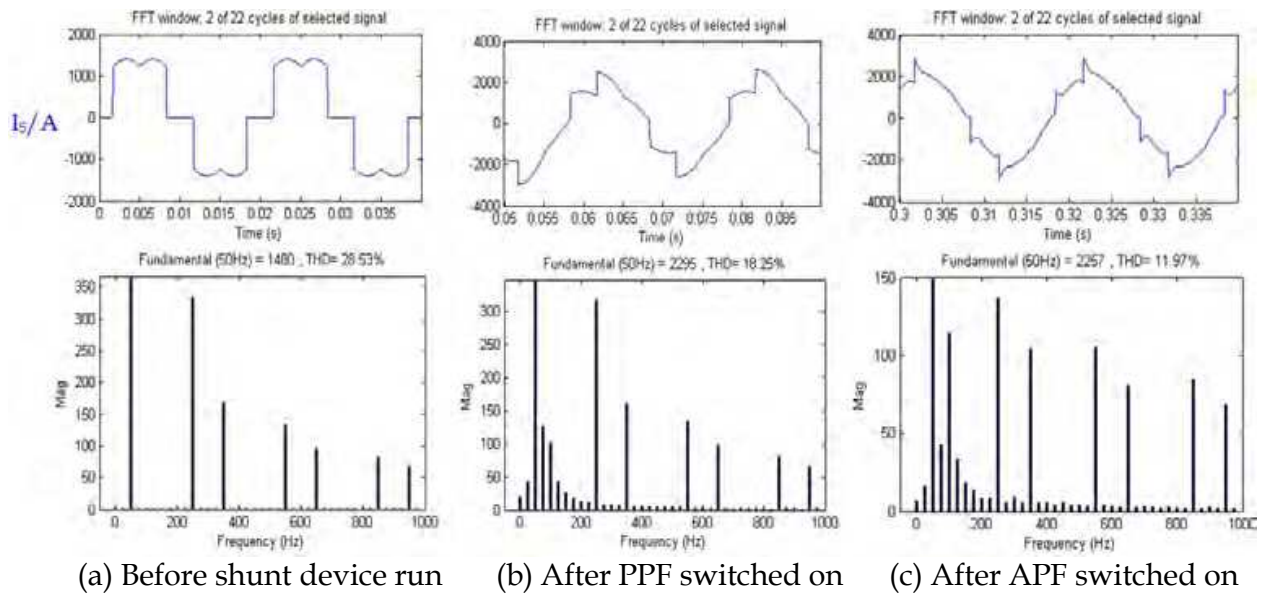 FFT window: 2 of 22 cycles of selected signal
2000
1000
0
-1000
-2000
I₅/A
0 0.005 0.01 0.015 0.02 0.025 0.03 0.035
Time (s)
Fundamental (50Hz) = 1480 , THD= 28.53%
350
300
250
200
150
100
50
0
Mag
0 200 400 600 800 1000
Frequency (Hz)
(a) Before shunt device run
FFT window: 2 of 22 cycles of selected signal
4000
2000
0
-2000
-4000
0.05 0.055 0.06 0.065 0.07 0.075 0.08 0.085
Time (s)
Fundamental (50Hz) = 2295 , THD= 18.25%
300
250
200
150
100
50
0
Mag
0 200 400 600 800 1000
Frequency (Hz)
(b) After PPF switched on
FFT window: 2 of 22 cycles of selected signal
4000
2000
0
-2000
-4000
0.3 0.305 0.31 0.315 0.32 0.325 0.33 0.335
Time (s)
Fundamental (50Hz) = 2257 , THD= 11.97%
150
100
50
0
Mag
0 200 400 600 800 1000
Frequency (Hz)
(c) After APF switched on